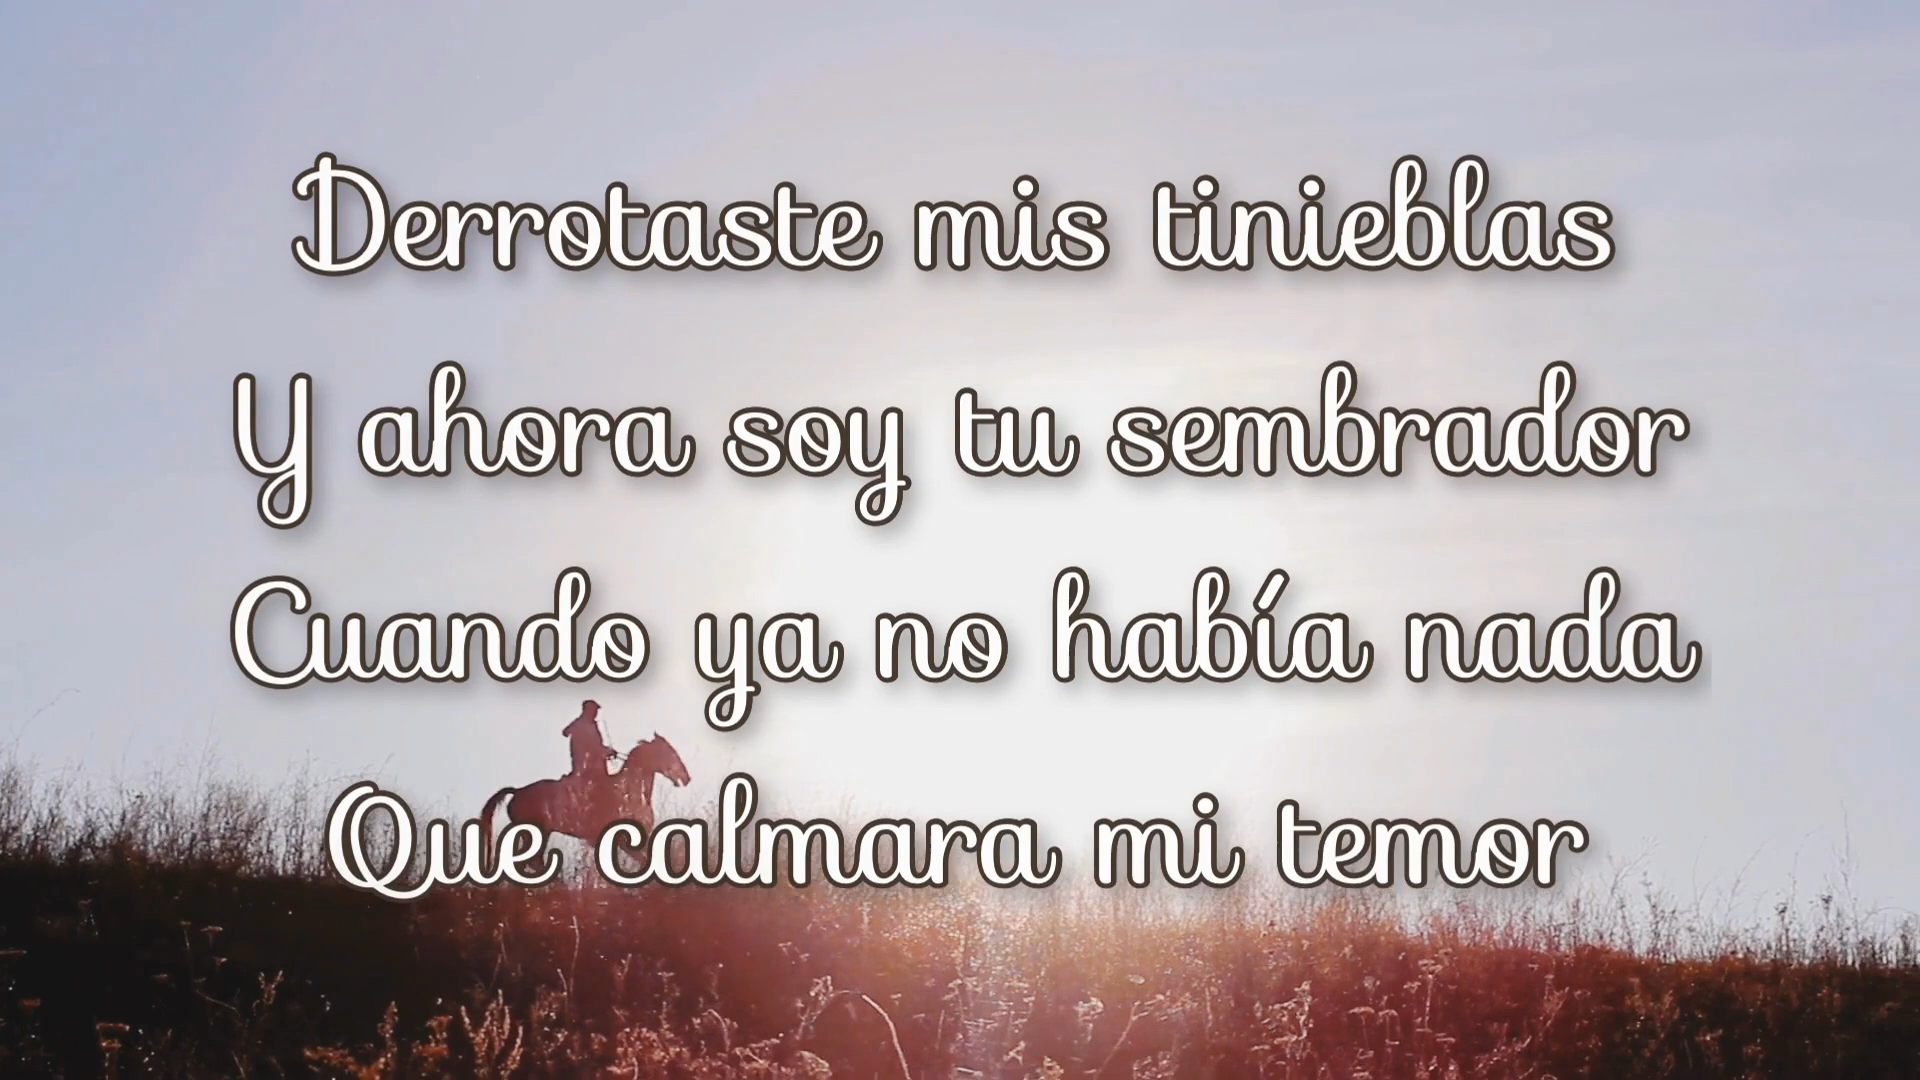 Derrotaste mis tinieblas
Y ahora soy tu sembrador
Cuando ya no había nada
Que calmara mi temor